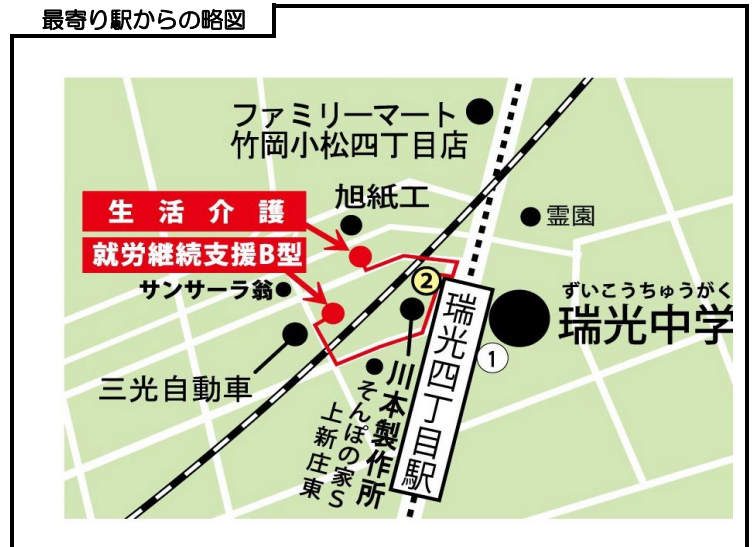 最寄り駅からの略図
ファミリーマート
竹岡小松四丁目店
旭紙工
生活介護
就労継続支援B型
霊園
サンサーラ翁
②
ずいこうちゅうがく
瑞光中学
①
瑞光四丁目駅
三光自動車
川本製作所
そんぽの家S
上新庄東